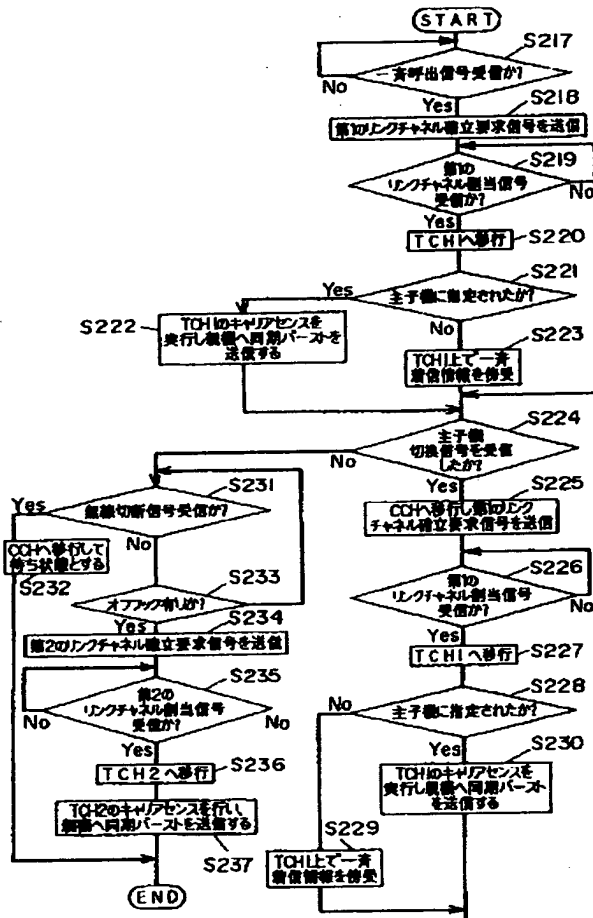 START
S217
一斉呼出信号受信か?
No
Yes
S218
第1のリンクチャネル確立要求信号を送信
S219
第1の
リンクチャネル割当信号
受信か?
No
Yes
TCH1へ移行
S220
S221
主子機に指定されたか?
Yes
No
S222
TCH1のキャリアセンスを
実行し親機へ同期バーストを
送信する
S223
TCH1上で一斉
着信情報を傍受
S224
主子機
切換信号を受信
したか?
No
Yes
S225
CCHへ移行し第1のリンク
チャネル確立要求信号を送信
S226
第1の
リンクチャネル割当信号
受信か?
No
Yes
TCH1へ移行
S227
S228
主子機に指定されたか?
No
Yes
S230
TCH1のキャリアセンスを
実行し親機へ同期バースト
を送信する
S229
TCH1上で一斉
着信情報を傍受
S231
無線切断信号受信か?
Yes
No
CCHへ移行して
待ち状態とする
S232
S233
オフフック有りか?
Yes
S234
第2のリンクチャネル確立要求信号を送信
S235
第2の
リンクチャネル割当信号
受信か?
No
No
Yes
TCH2へ移行
S236
TCH2のキャリアセンスを行い、
親機へ同期バーストを送信する
S237
END